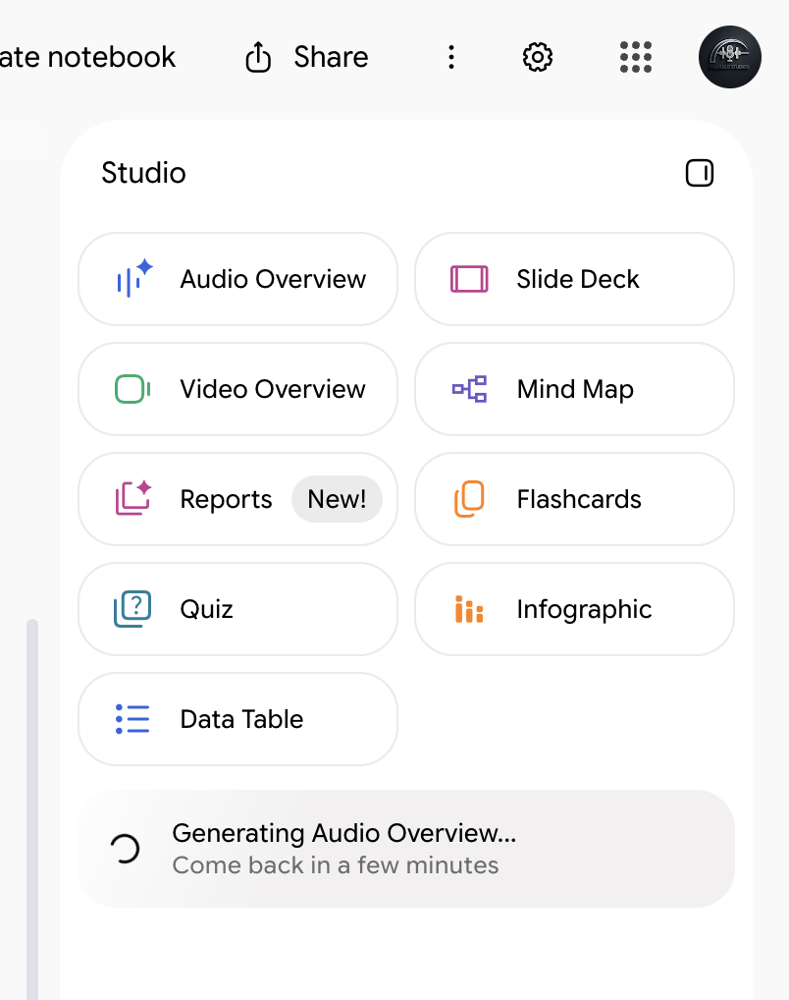 ate notebook
Share
Studio
Audio Overview
Slide Deck
Video Overview
Mind Map
Reports
New!
Flashcards
Quiz
Infographic
Data Table
Generating Audio Overview...
Come back in a few minutes